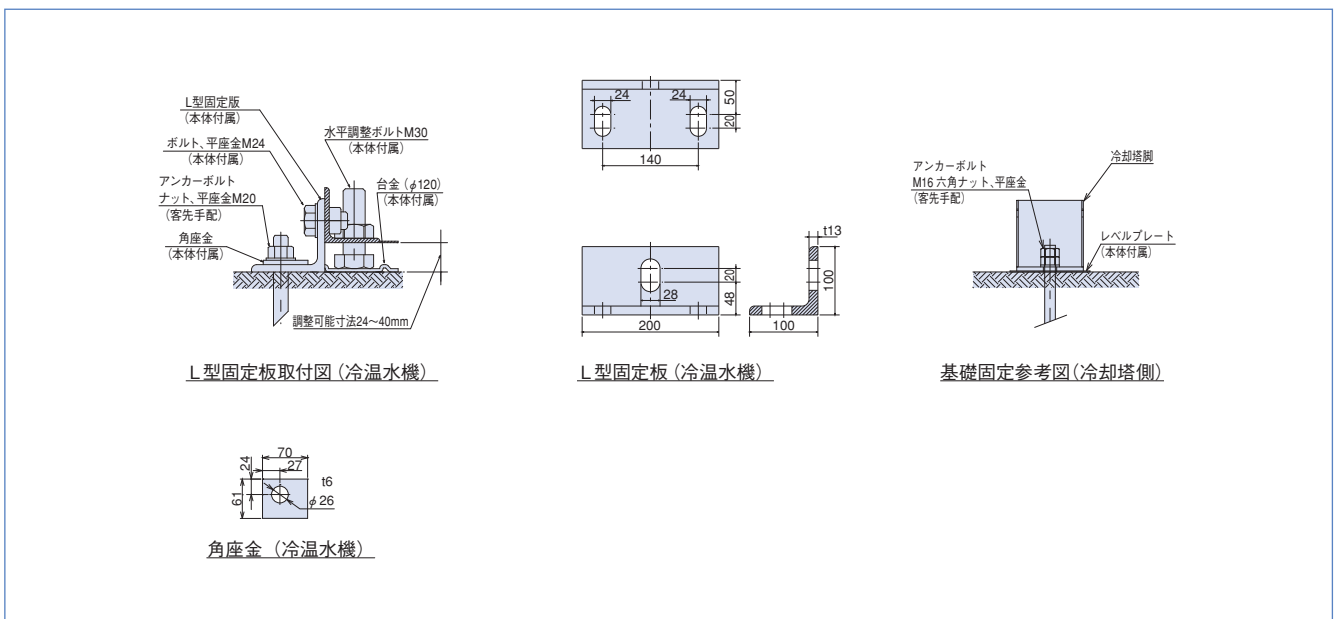 L型固定版
(本体付属)
ボルト、平座金M24
(本体付属)
アンカーボルト
ナット、平座金M20
(客先手配)
角座金
(本体付属)
水平調整ボルトM30
(本体付属)
台金(φ120)
(本体付属)
調整可能寸法24〜40mm
L型固定板取付図(冷温水機)
24
24
50
20
140
t13
20
28
48
100
200
100
L型固定板(冷温水機)
冷却塔脚
アンカーボルト
M16 六角ナット、平座金
(客先手配)
レベルプレート
(本体付属)
基礎固定参考図(冷却塔側)
70
27
24
t6
61
φ26
角座金(冷温水機)